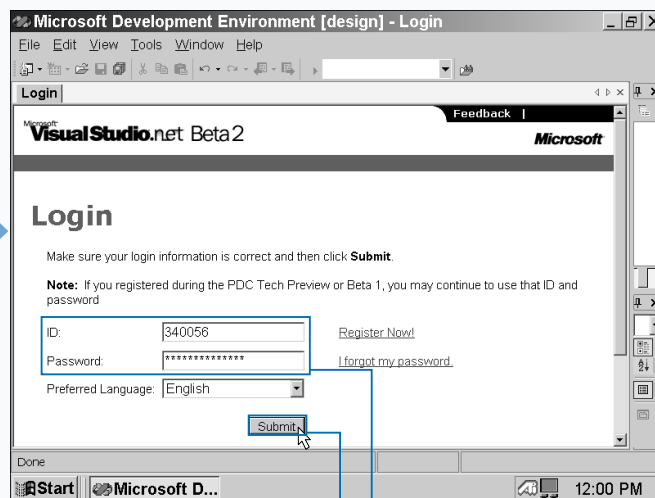 Microsoft Development Environment [design] - Login
File Edit View Tools Window Help
Login
Feedback |
Microsoft
Visual Studio.net Beta 2
Microsoft
Login
Make sure your login information is correct and then click Submit.
Note: If you registered during the PDC Tech Preview or Beta 1, you may continue to use that ID and
password
ID: 340056 Register Now!
Password: ************** I forgot my password.
Preferred Language: English
Submit
Done
Start Microsoft D... 12:00 PM